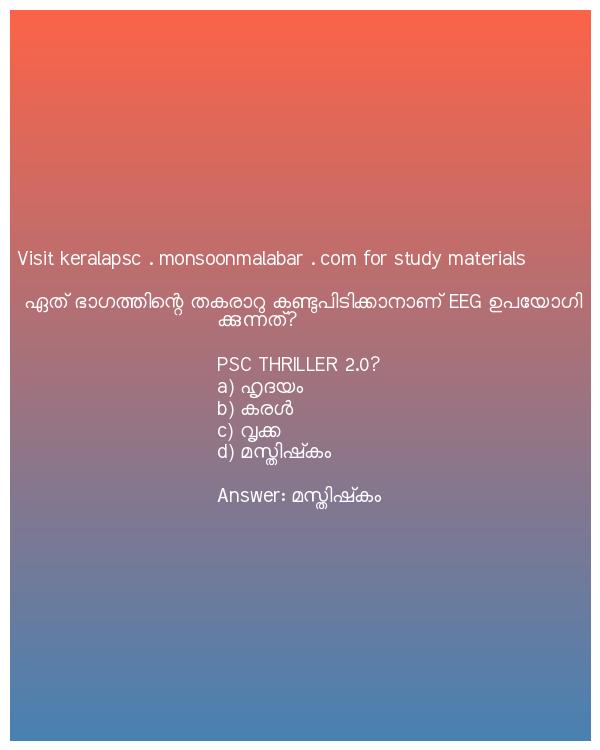 Visit keralapsc . monsoonmalabar . com for study materials
ഏത് ഭാഗത്തിന്റെ തകരാറു കണ്ടുപിടിക്കാനാണ് EEG ഉപയോഗി
ക്കുന്നത്?
PSC THRILLER 2.0?
a) ഹൃദയം
b) കരൾ
c) വൃക്ക
d) മസ്തിഷ്കം
Answer: മസ്തിഷ്കം